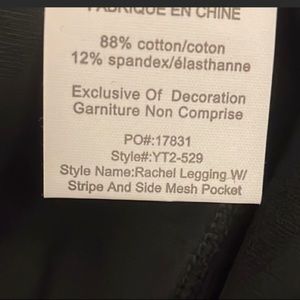 FABRIQUE EN CHINE
88% cotton/coton
12% spandex/élasthanne
Exclusive Of Decoration
Garniture Non Comprise
PO#:17831
Style#:YT2-529
Style Name:Rachel Legging W/
Stripe And Side Mesh Pocket